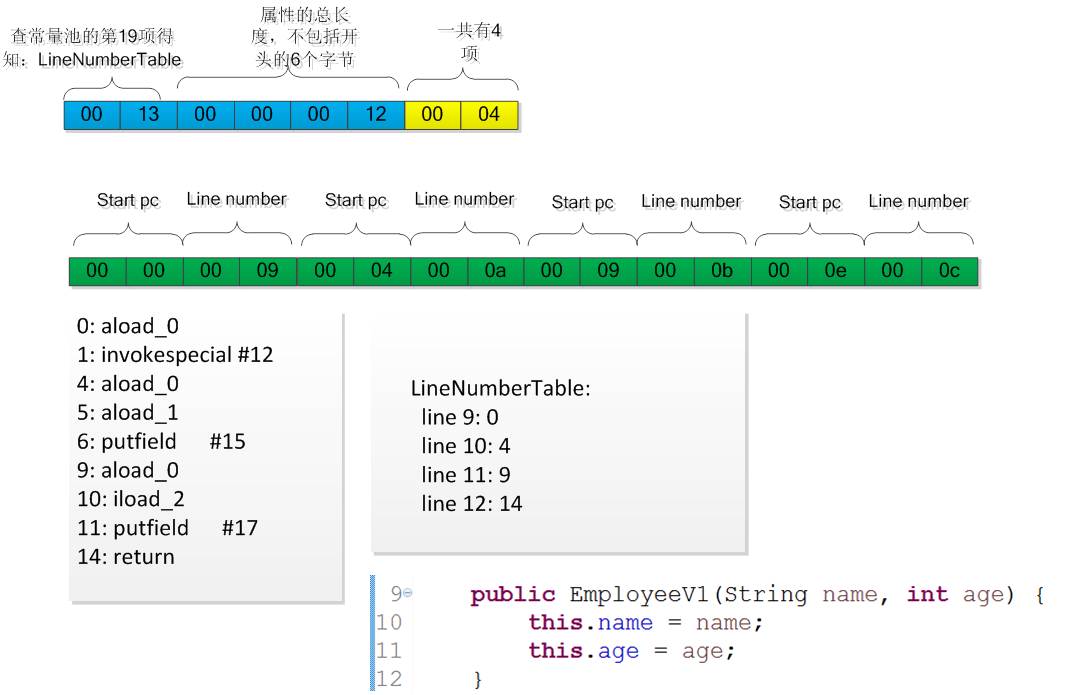 查常量池的第19项得
知：LineNumberTable
属性的总长
度，不包括开
头的6个字节
一共有4
项
00 13 00 00 00 12 00 04
Start pc Line number Start pc Line number Start pc Line number Start pc Line number
00 00 00 09 00 04 00 0a 00 09 00 0b 00 0e 00 0c
0: aload_0
1: invokespecial #12
4: aload_0
5: aload_1
6: putfield #15
9: aload_0
10: iload_2
11: putfield #17
14: return
LineNumberTable:
line 9: 0
line 10: 4
line 11: 9
line 12: 14
9 public EmployeeV1(String name, int age) {
10 this.name = name;
11 this.age = age;
12 }